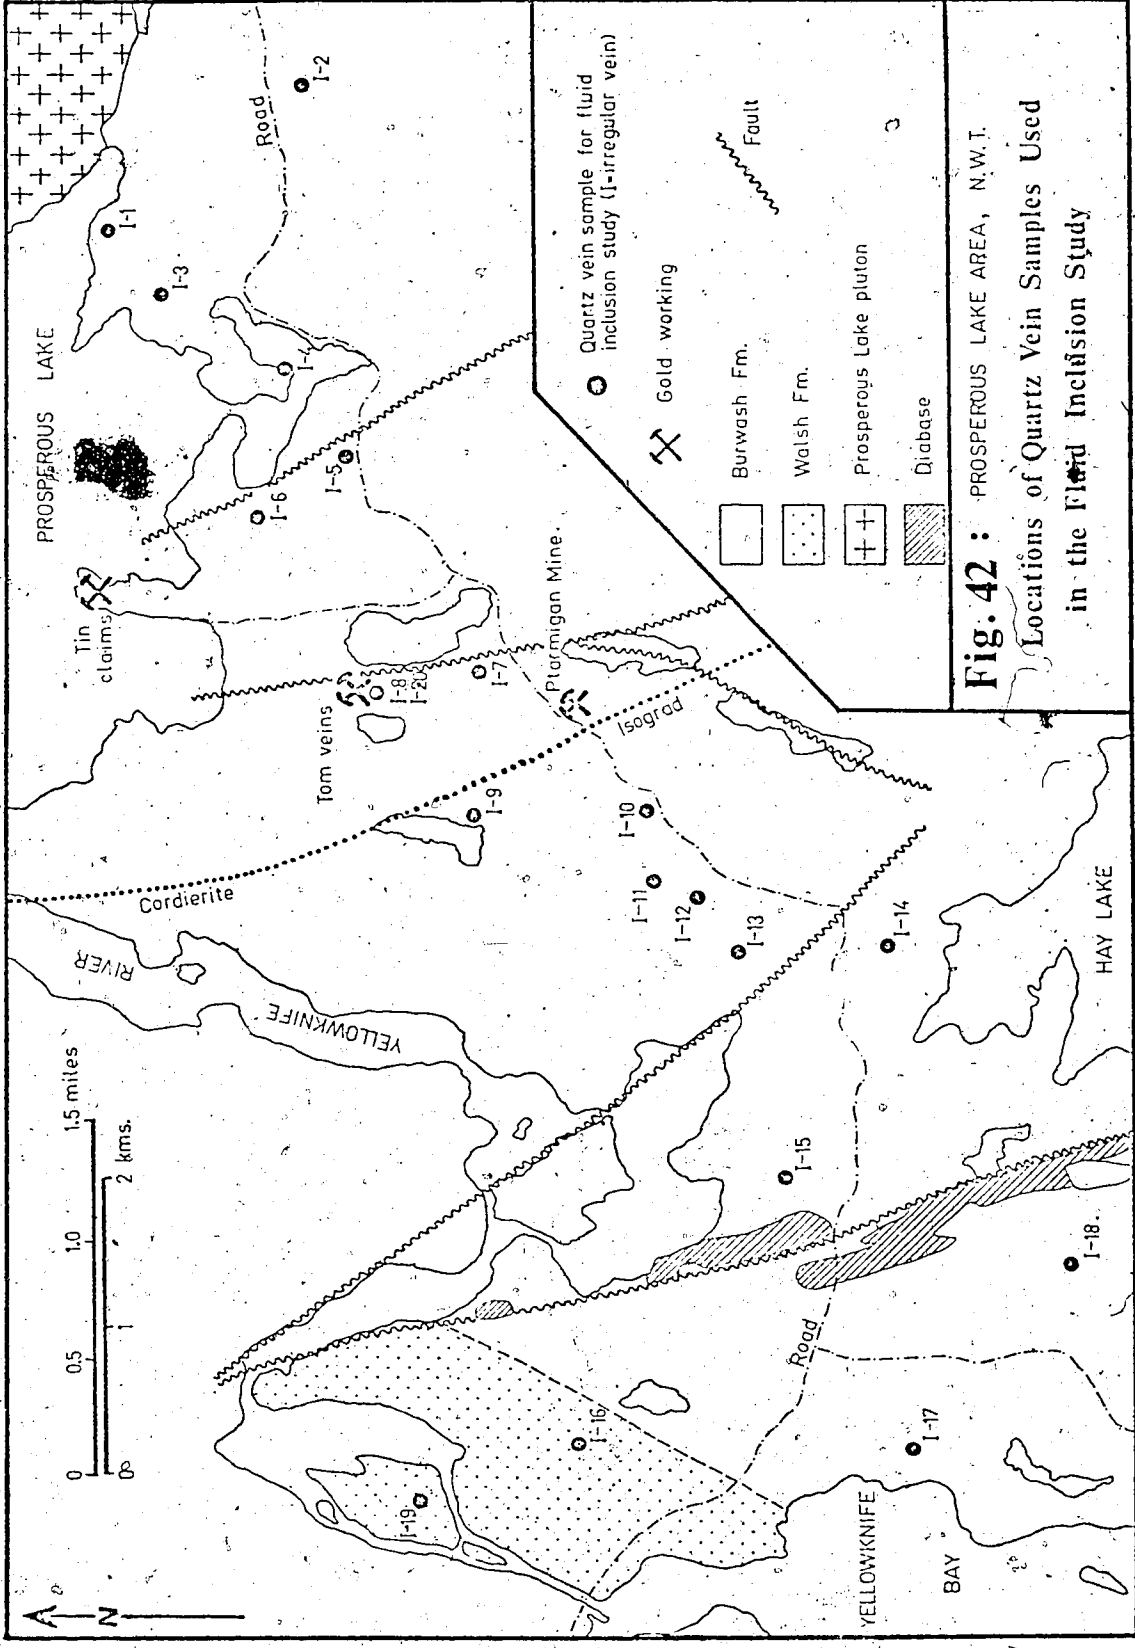 N
0 0.5 1.0 1.5 miles
0 1 2 kms.
YELLOWKNIFE
RIVER
Cordierite
Isograd
PROSPEROUS LAKE
Tin
claims
Tom veins
Ptarmigan Mine.
Road
Road
YELLOWKNIFE
BAY
HAY LAKE
I-1
I-2
I-3
I-4
I-5
I-6
I-7
I-8
I-20
I-9
I-10
I-11
I-12
I-13
I-14
I-15
I-16
I-17
I-18.
I-19
Quartz vein sample for fluid
inclusion study (I-irregular vein)
Gold working
Burwash Fm.
Walsh Fm.
Prosperous Lake pluton
Diabase
Fault
Fig. 42 : PROSPEROUS LAKE AREA, N.W.T.
Locations of Quartz Vein Samples Used
in the Fluid Inclusion Study